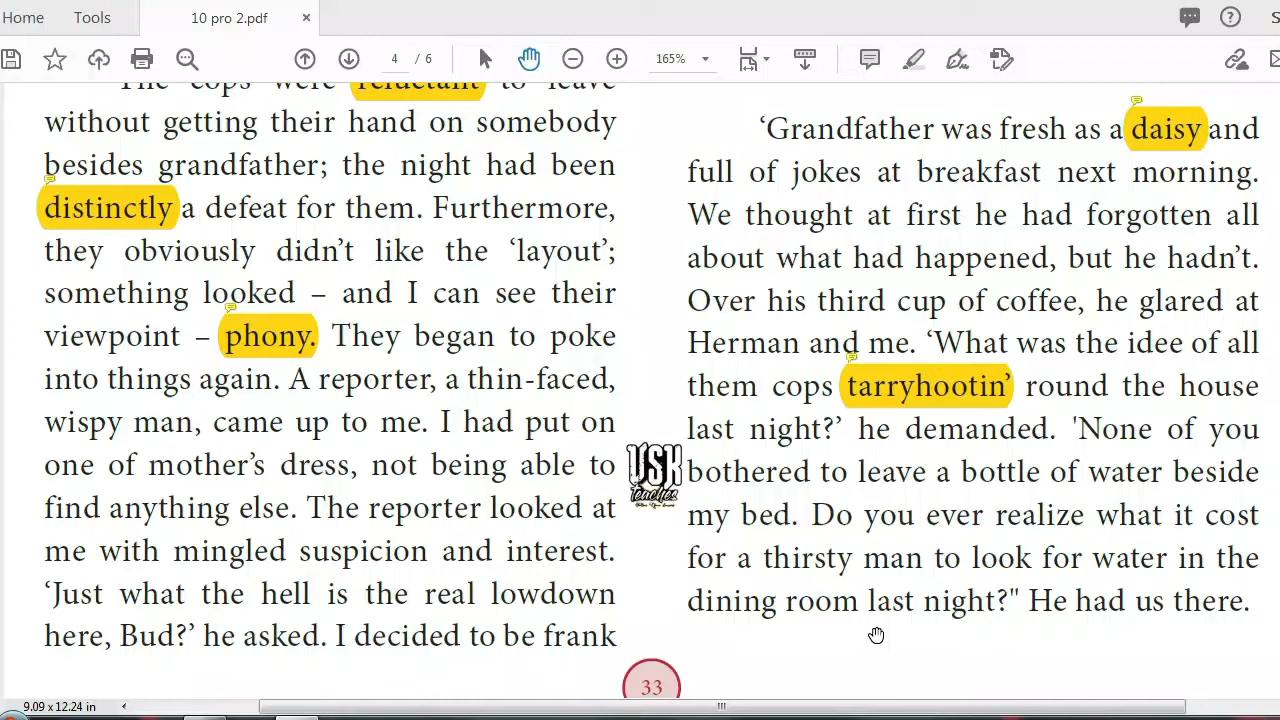 Home
Tools
10 pro 2.pdf
×
4 / 6
165%
The cops were reluctant to leave
without getting their hand on somebody
besides grandfather; the night had been
distinctly a defeat for them. Furthermore,
they obviously didn’t like the ‘layout’;
something looked – and I can see their
viewpoint – phony. They began to poke
into things again. A reporter, a thin-faced,
wispy man, came up to me. I had put on
one of mother’s dress, not being able to
find anything else. The reporter looked at
me with mingled suspicion and interest.
‘Just what the hell is the real lowdown
here, Bud?’ he asked. I decided to be frank
‘Grandfather was fresh as a daisy and
full of jokes at breakfast next morning.
We thought at first he had forgotten all
about what had happened, but he hadn’t.
Over his third cup of coffee, he glared at
Herman and me. ‘What was the idee of all
them cops tarryhootin’ round the house
last night?’ he demanded. 'None of you
bothered to leave a bottle of water beside
my bed. Do you ever realize what it cost
for a thirsty man to look for water in the
dining room last night?" He had us there.
VSK
Teaches
33
9.09 x 12.24 in